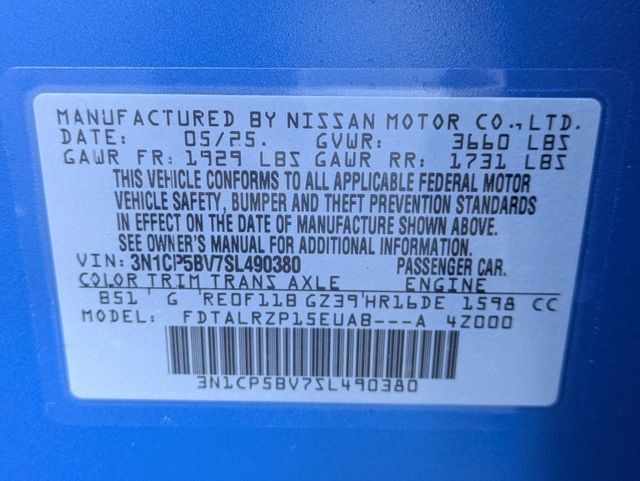 MANUFACTURED BY NISSAN MOTOR CO., LTD.
DATE: 05/25. GVWR: 3660 LBS
GAWR FR: 1929 LBS GAWR RR: 1731 LBS
THIS VEHICLE CONFORMS TO ALL APPLICABLE FEDERAL MOTOR
VEHICLE SAFETY, BUMPER AND THEFT PREVENTION STANDARDS
IN EFFECT ON THE DATE OF MANUFACTURE SHOWN ABOVE.
SEE OWNER'S MANUAL FOR ADDITIONAL INFORMATION
VIN: 3N1CP5BV7SL490380 PASSENGER CAR.
COLOR TRIM TRANS AXLE ENGINE
B51 G RE0F11B GZ39 HR16DE 1598 CC
MODEL: FDTALRZP15EUAB---A 4Z000
3N1CP5BV7SL490380